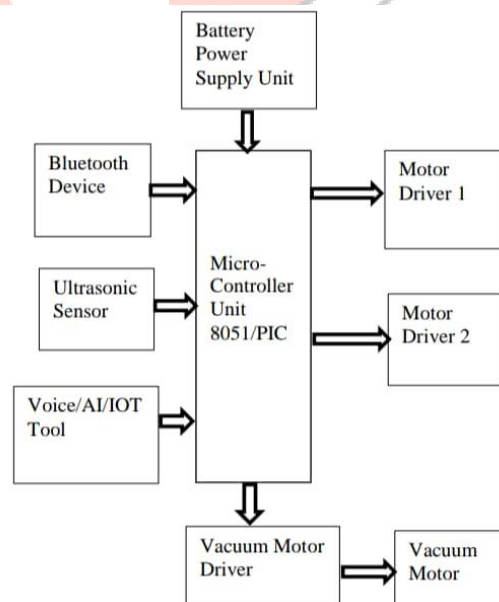 Battery
Power
Supply Unit
Bluetooth
Device
Motor
Driver 1
Micro-
Controller
Unit
8051/PIC
Ultrasonic
Sensor
Motor
Driver 2
Voice/AI/IOT
Tool
Vacuum Motor
Driver
Vacuum
Motor